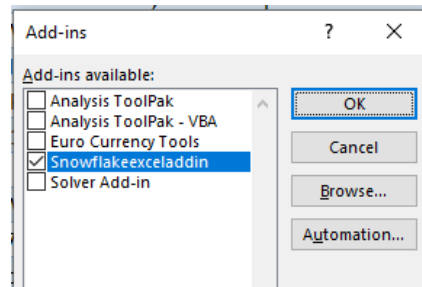 Add-ins ? ×
Add-ins available:
Analysis ToolPak
Analysis ToolPak - VBA
Euro Currency Tools
Snowflakeexceladdin
Solver Add-in
OK
Cancel
Browse...
Automation...